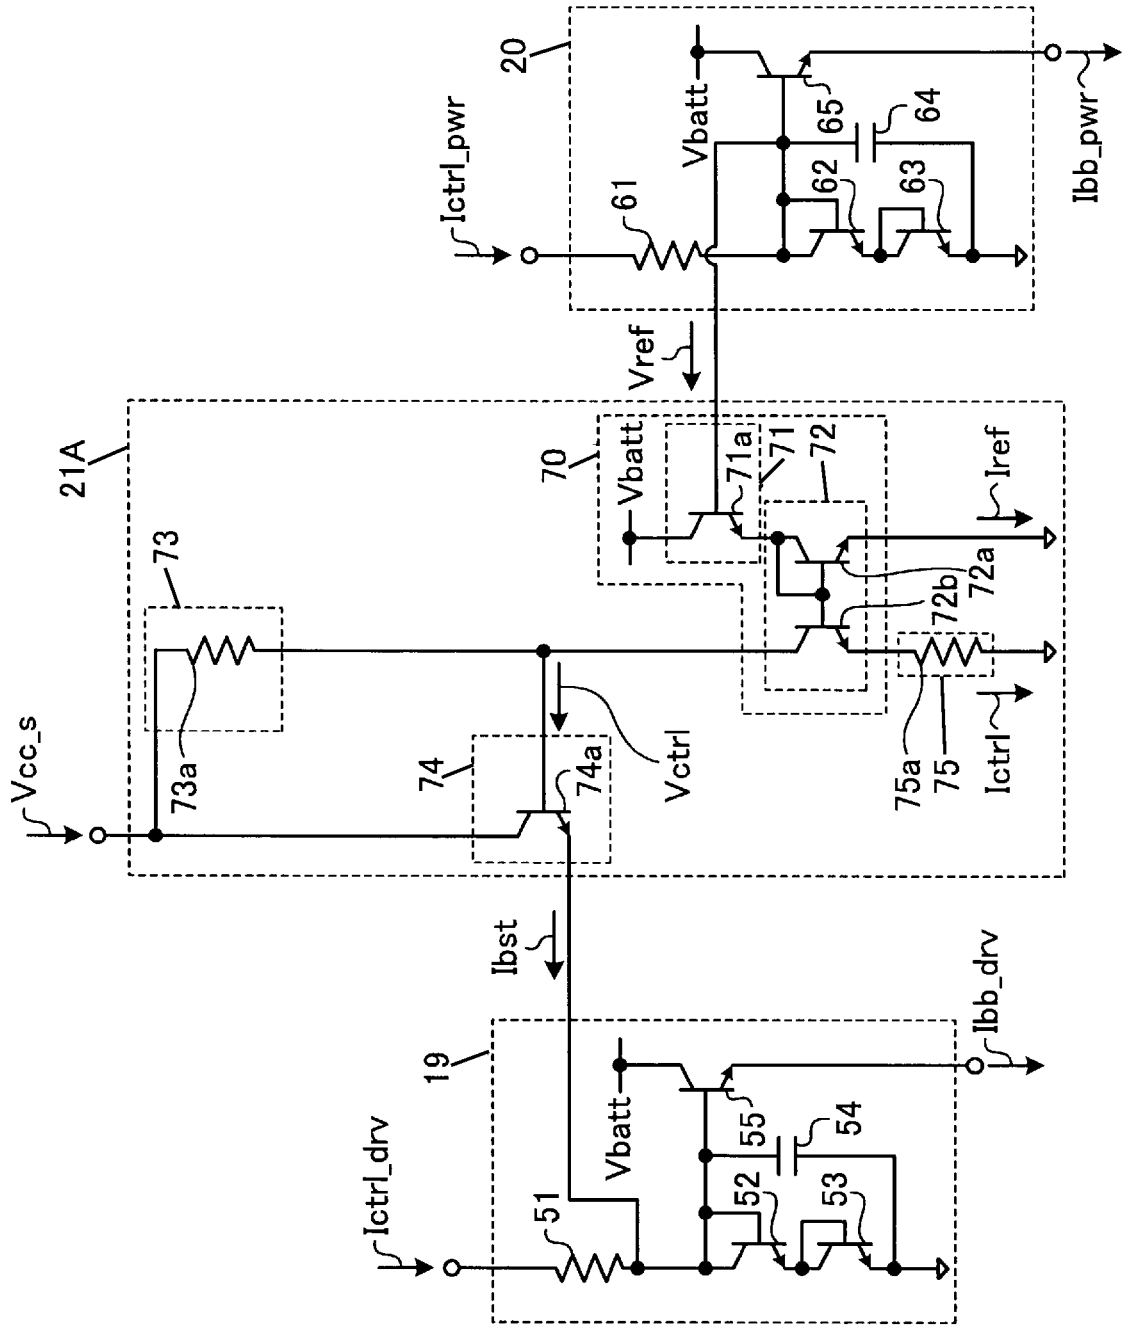 20
Vbatt
Ictrl_pwr
61
65
64
62
63
Ibb_pwr
Vref
21A
70
Vbatt
71a
71
72
Iref
72a
72b
73
73a
Vcc_s
74
74a
Vctrl
75a
75
Ictrl
Ibst
19
Ictrl_drv
51
Vbatt
55
54
52
53
Ibb_drv